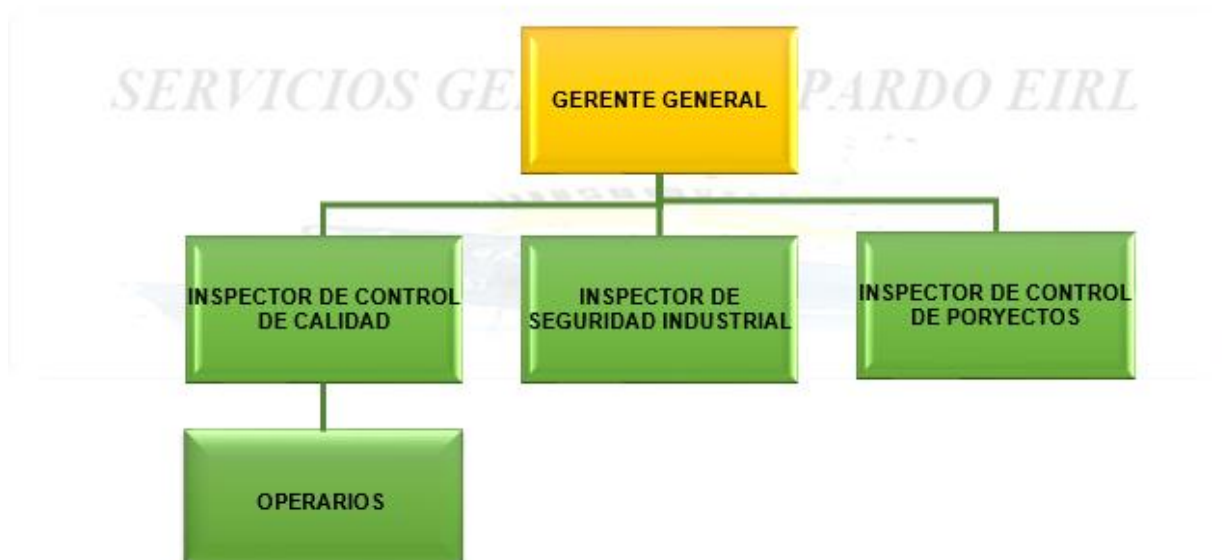 SERVICIOS PARDO EIRL
GERENTE GENERAL
INSPECTOR DE CONTROL
DE CALIDAD
INSPECTOR DE
SEGURIDAD INDUSTRIAL
INSPECTOR DE CONTROL
DE PORYECTOS
OPERARIOS